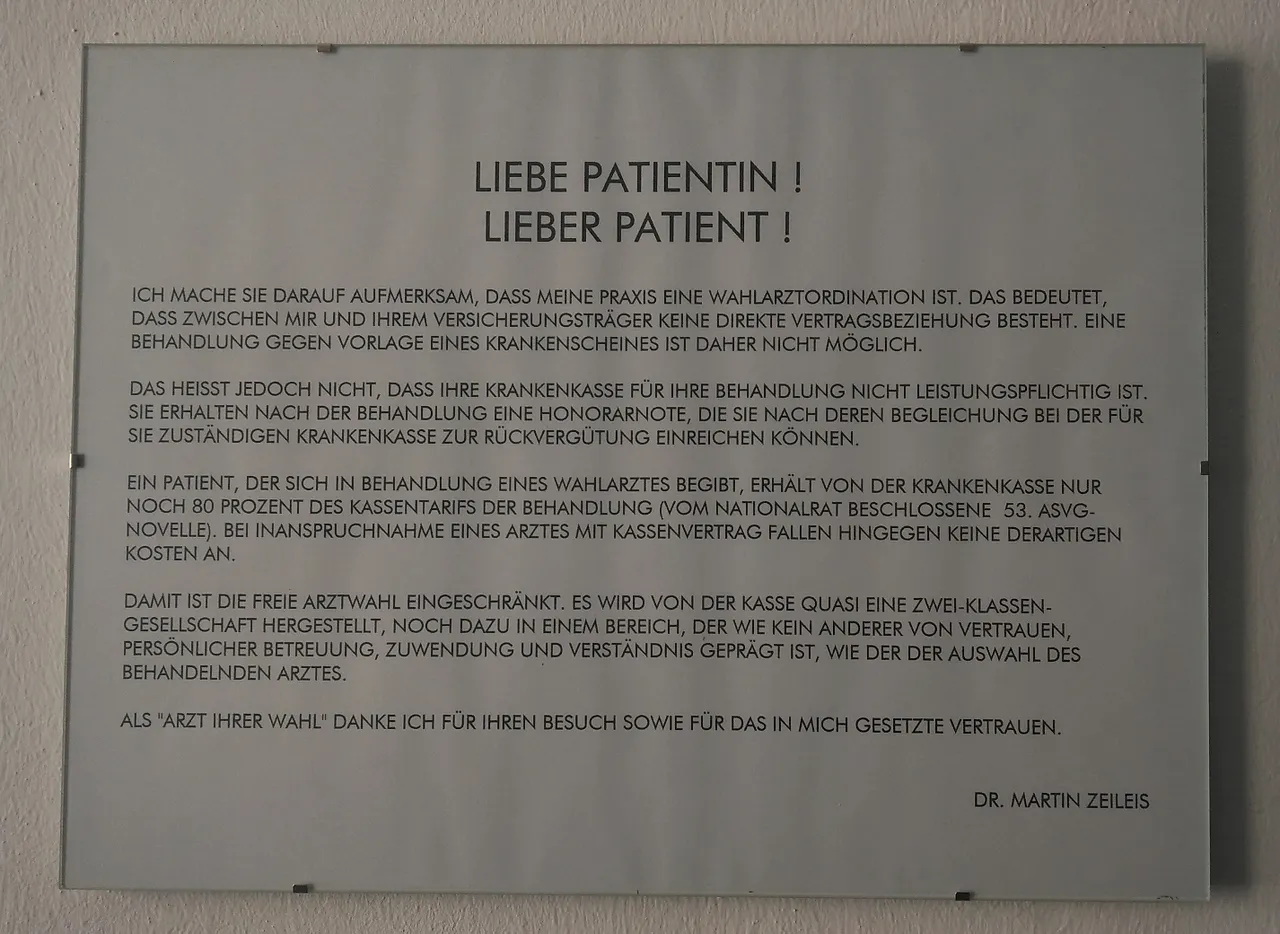 LIEBE PATIENTIN !
LIEBER PATIENT !
ICH MACHE SIE DARAUF AUFMERKSAM, DASS MEINE PRAXIS EINE WAHLARZTORDINATION IST. DAS BEDEUTET,
DASS ZWISCHEN MIR UND IHREM VERSICHERUNGSTRÄGER KEINE DIREKTE VERTRAGSBEZIEHUNG BESTEHT. EINE
BEHANDLUNG GEGEN VORLAGE EINES KRANKENSCHEINES IST DAHER NICHT MÖGLICH.
DAS HEISST JEDOCH NICHT, DASS IHRE KRANKENKASSE FÜR IHRE BEHANDLUNG NICHT LEISTUNGSPFLICHTIG IST.
SIE ERHALTEN NACH DER BEHANDLUNG EINE HONORARNOTE, DIE SIE NACH DEREN BEGLEICHUNG BEI DER FÜR
SIE ZUSTÄNDIGEN KRANKENKASSE ZUR RÜCKVERGÜTUNG EINREICHEN KÖNNEN.
EIN PATIENT, DER SICH IN BEHANDLUNG EINES WAHLARZTES BEGIBT, ERHÄLT VON DER KRANKENKASSE NUR
NOCH 80 PROZENT DES KASSENTARIFS DER BEHANDLUNG (VOM NATIONALRAT BESCHLOSSENE 53. ASVG-
NOVELLE). BEI INANSPRUCHNAHME EINES ARZTES MIT KASSENVERTRAG FALLEN HINGEGEN KEINE DERARTIGEN
KOSTEN AN.
DAMIT IST DIE FREIE ARZTWAHL EINGESCHRÄNKT. ES WIRD VON DER KASSE QUASI EINE ZWEI-KLASSEN-
GESELLSCHAFT HERGESTELLT, NOCH DAZU IN EINEM BEREICH, DER WIE KEIN ANDERER VON VERTRAUEN,
PERSÖNLICHER BETREUUNG, ZUWENDUNG UND VERSTÄNDNIS GEPRÄGT IST, WIE DER DER AUSWAHL DES
BEHANDELNDEN ARZTES.
ALS "ARZT IHRER WAHL" DANKE ICH FÜR IHREN BESUCH SOWIE FÜR DAS IN MICH GESETZTE VERTRAUEN.
DR. MARTIN ZEILEIS